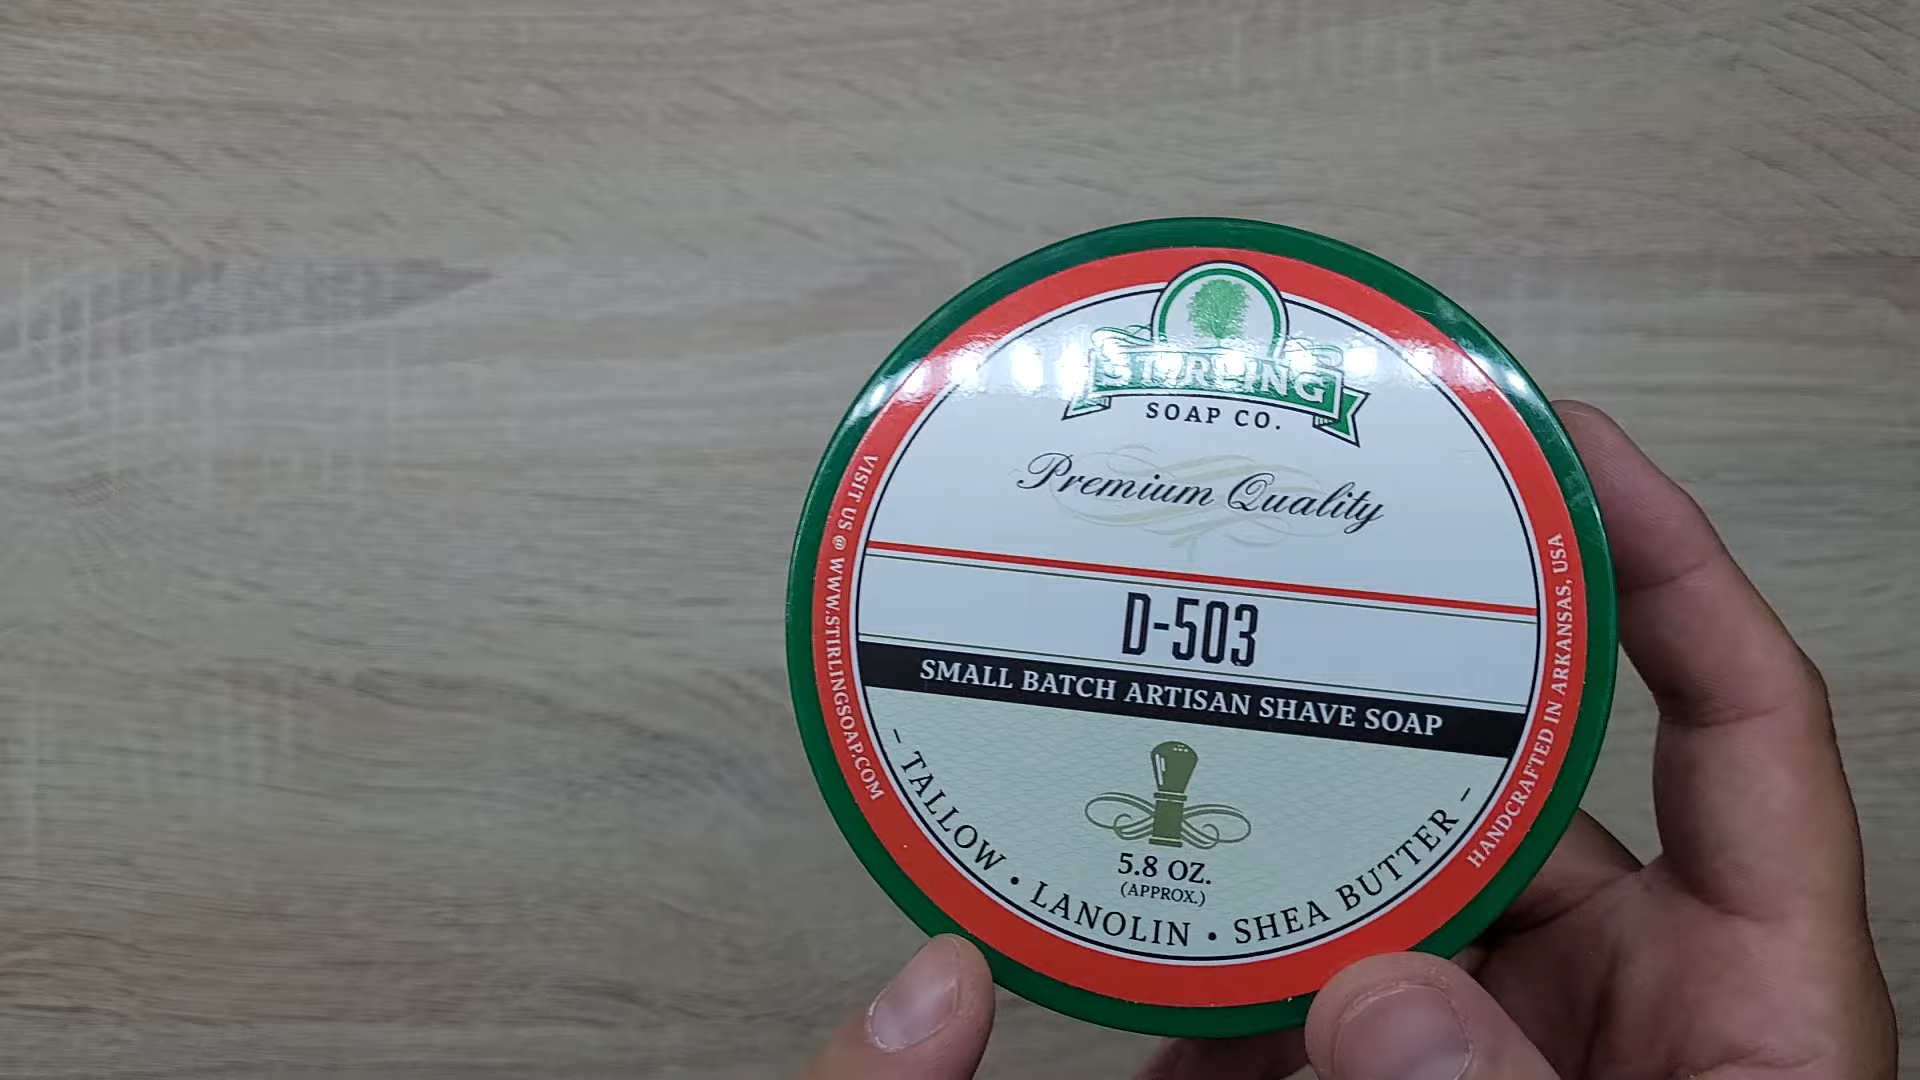 STIRLING
SOAP CO.
Premium Quality
D-503
SMALL BATCH ARTISAN SHAVE SOAP
5.8 OZ.
(APPROX.)
– TALLOW • LANOLIN • SHEA BUTTER –
VISIT US @ WWW.STIRLINGSOAP.COM
HANDCRAFTED IN ARKANSAS, USA